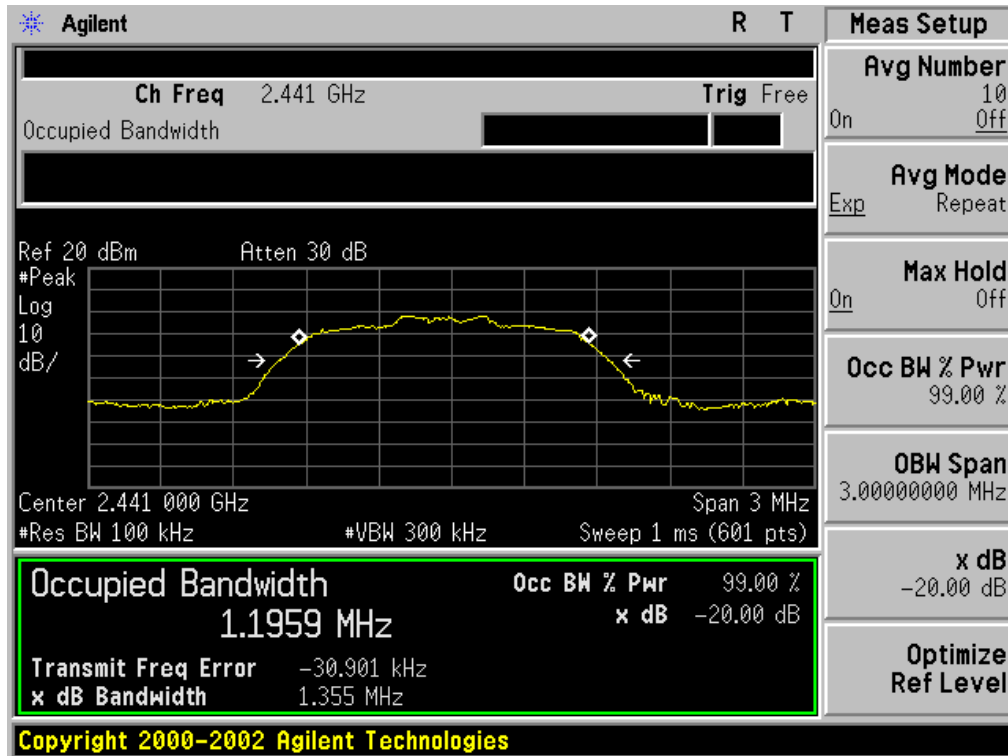 Agilent R T
Ch Freq 2.441 GHz Trig Free
Occupied Bandwidth
Ref 20 dBm Atten 30 dB
#Peak
Log
10
dB/
Center 2.441 000 GHz Span 3 MHz
#Res BW 100 kHz #VBW 300 kHz Sweep 1 ms (601 pts)
Occupied Bandwidth
1.1959 MHz
Occ BW % Pwr 99.00 %
x dB -20.00 dB
Transmit Freq Error -30.901 kHz
x dB Bandwidth 1.355 MHz
Copyright 2000-2002 Agilent Technologies
Meas Setup
Avg Number
10
On Off
Avg Mode
Exp Repeat
Max Hold
On Off
Occ BW % Pwr
99.00 %
OBW Span
3.00000000 MHz
x dB
-20.00 dB
Optimize
Ref Level